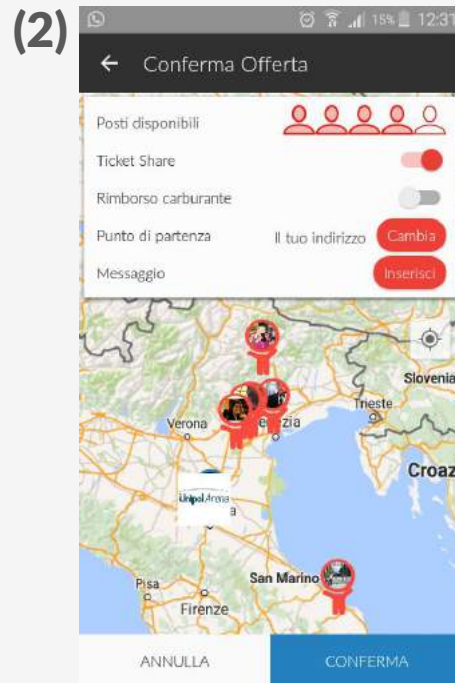 (2)
15% 12:31
Conferma Offerta
Posti disponibili
Ticket Share
Rimborso carburante
Punto di partenza Il tuo indirizzo Cambia
Messaggio Inserisci
Slovenia
Trieste
Verona ezia
Croaz
Unipol Arena
a
San Marino
Pisa
Firenze
ANNULLA CONFERMA